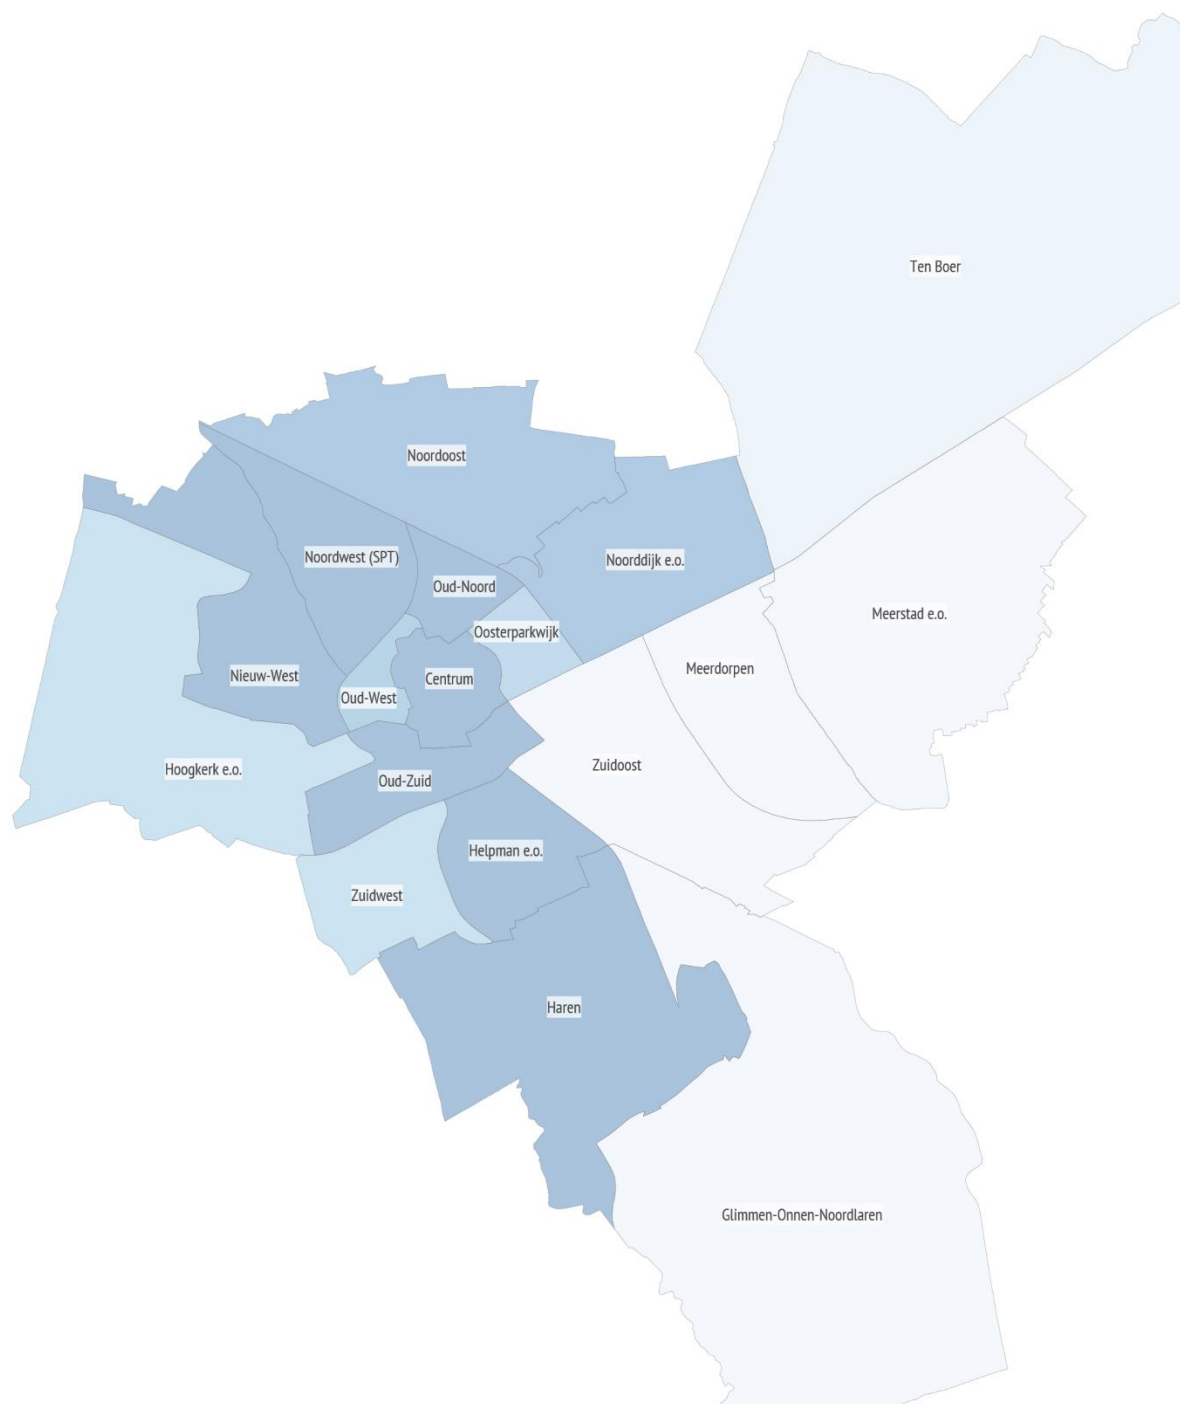 Ten Boer
Noordoost
Noordwest (SPT)
Noorddijk e.o.
Oud-Noord
Meerstad e.o.
Oosterparkwijk
Meerdorpen
Nieuw-West
Centrum
Oud-West
Zuidoost
Hoogkerk e.o.
Oud-Zuid
Helpman e.o.
Zuidwest
Haren
Glimmen-Onnen-Noordlaren